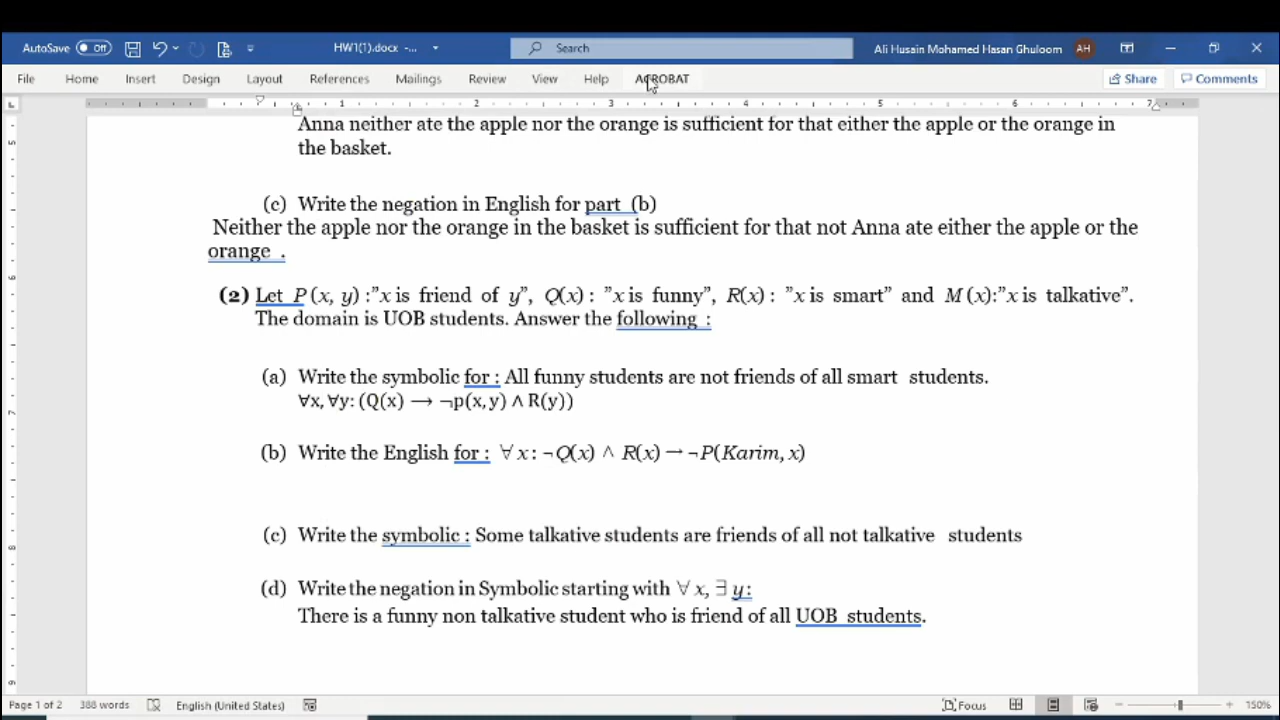 AutoSave Off HW1(1).docx -... Search Ali Husain Mohamed Hasan Ghuloom AH
File Home Insert Design Layout References Mailings Review View Help ACROBAT Share Comments
1 2 3 4 5 6 7
Anna neither ate the apple nor the orange is sufficient for that either the apple or the orange in
the basket.
(c) Write the negation in English for part (b)
Neither the apple nor the orange in the basket is sufficient for that not Anna ate either the apple or the
orange .
(2) Let P(x, y) :”x is friend of y”, Q(x) : ”x is funny”, R(x) : ”x is smart” and M(x):”x is talkative”.
The domain is UOB students. Answer the following :
(a) Write the symbolic for : All funny students are not friends of all smart students.
∀x, ∀y: (Q(x) → ¬p(x,y) ∧ R(y))
(b) Write the English for : ∀ x : ¬Q(x) ∧ R(x) → ¬P(Karim, x)
(c) Write the symbolic : Some talkative students are friends of all not talkative students
(d) Write the negation in Symbolic starting with ∀ x, ∃ y:
There is a funny non talkative student who is friend of all UOB students.
Page 1 of 2 388 words English (United States) Focus 150%